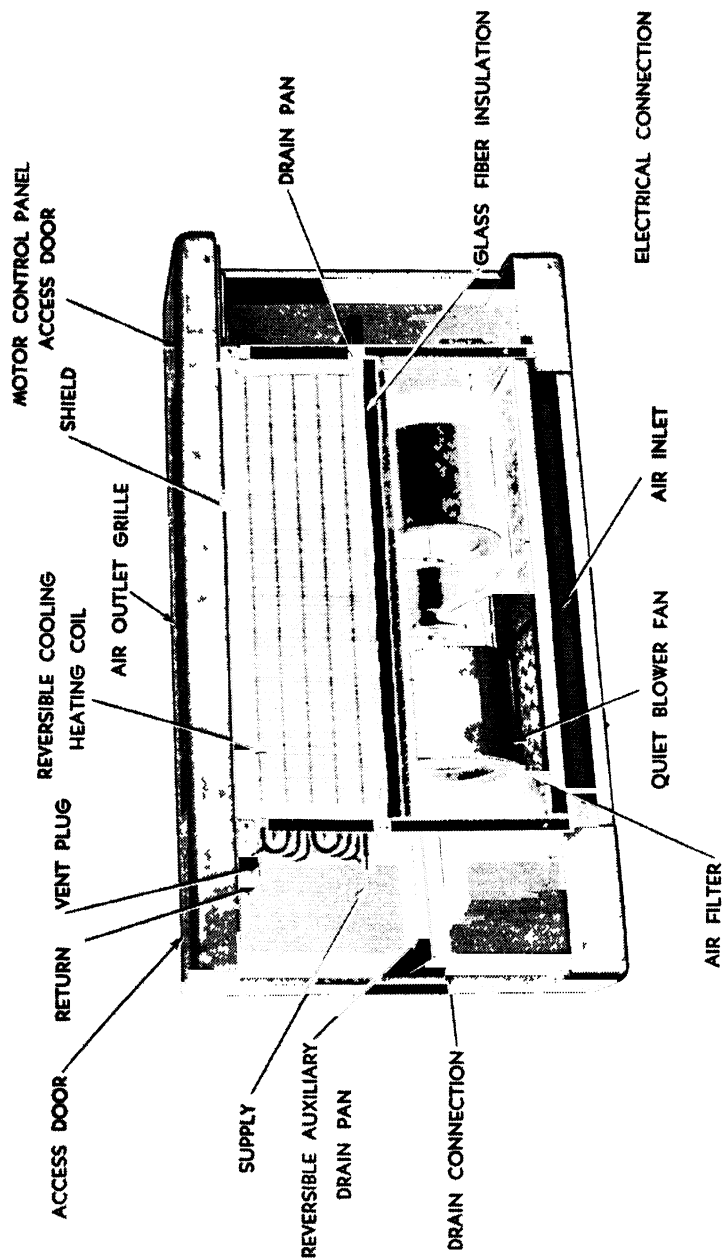 ACCESS DOOR
RETURN
VENT PLUG
REVERSIBLE COOLING
HEATING COIL
AIR OUTLET GRILLE
SHIELD
MOTOR CONTROL PANEL
ACCESS DOOR
SUPPLY
REVERSIBLE AUXILIARY
DRAIN PAN
DRAIN CONNECTION
DRAIN PAN
GLASS FIBER INSULATION
AIR FILTER
QUIET BLOWER FAN
AIR INLET
ELECTRICAL CONNECTION